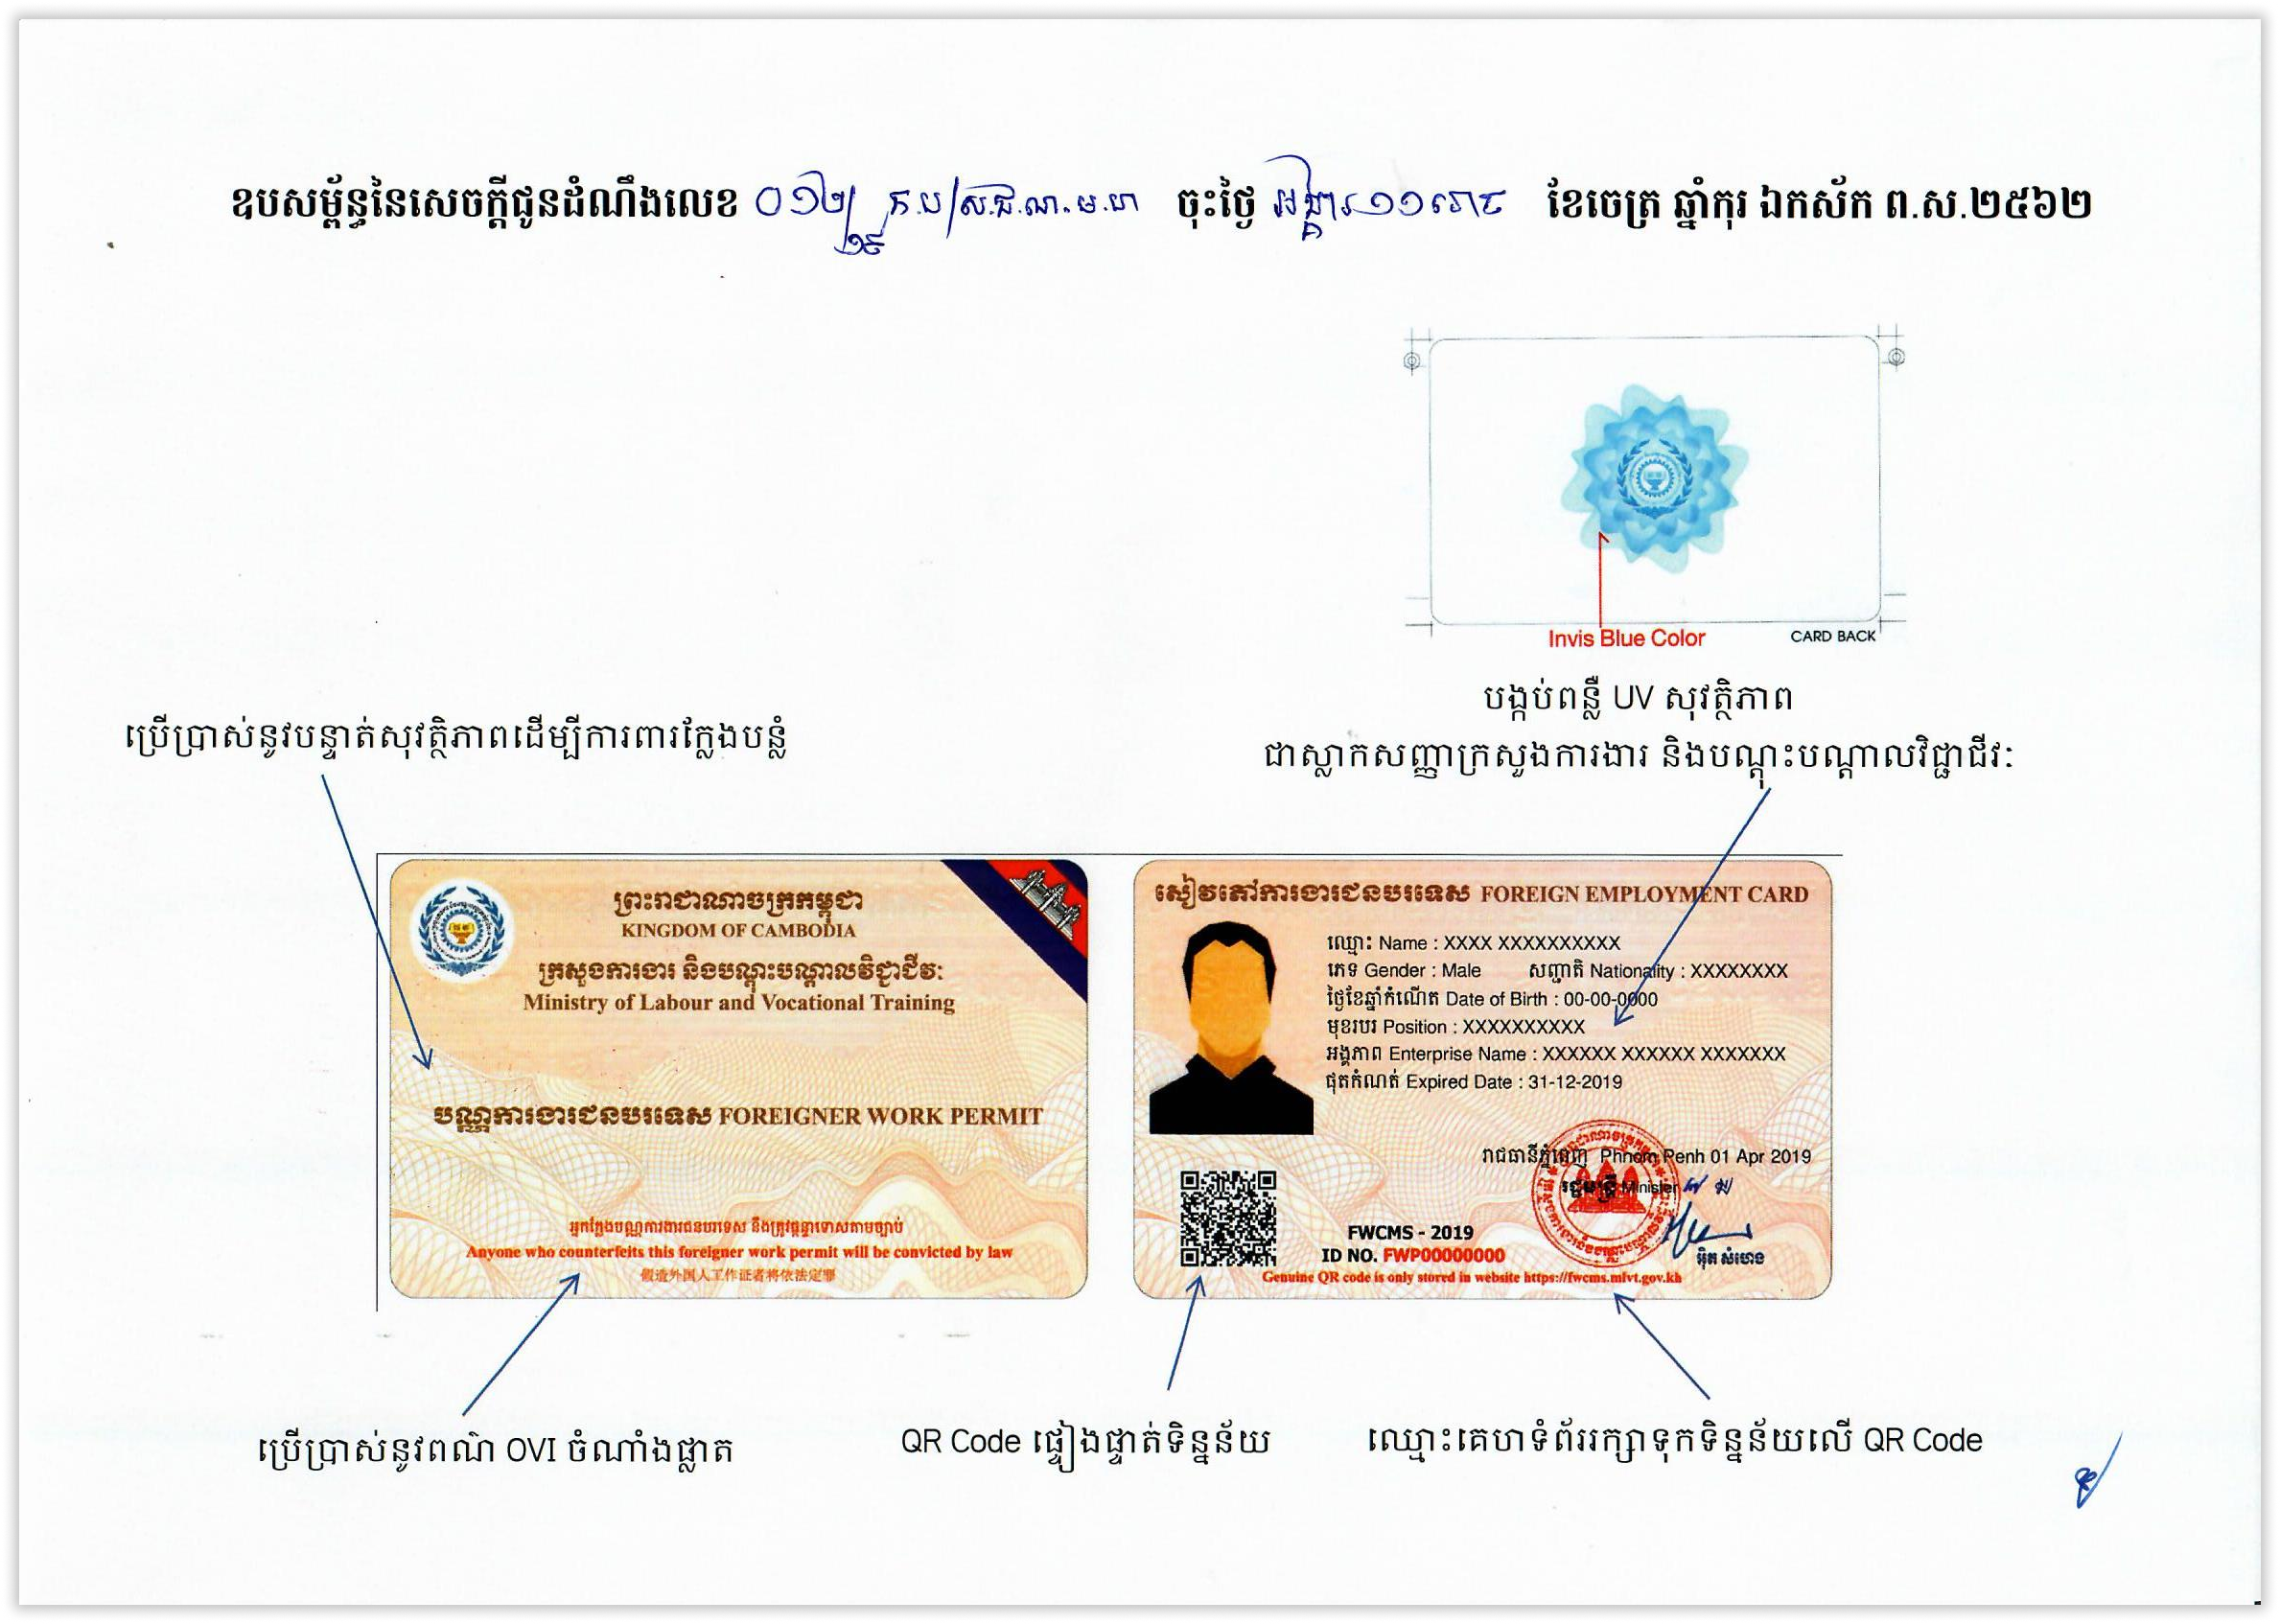 ឧបសម្ព័ន្ធនៃសេចក្តីជូនដំណឹងលេខ ០១២/១៩ ក.ប/ស.ជ.ណ.ម.ហ ចុះថ្ងៃ អង្គារ ១១រោច ខែចេត្រ ឆ្នាំកុរ ឯកស័ក ព.ស.២៥៦២
Invis Blue Color
CARD BACK
បង្កប់ពន្លឺ UV សុវត្ថិភាព
ជាស្លាកសញ្ញាក្រសួងការងារ និងបណ្តុះបណ្តាលវិជ្ជាជីវៈ
ប្រើប្រាស់នូវបន្ទាត់សុវត្ថិភាពដើម្បីការពារក្លែងបន្លំ
ព្រះរាជាណាចក្រកម្ពុជា
KINGDOM OF CAMBODIA
ក្រសួងការងារ និងបណ្តុះបណ្តាលវិជ្ជាជីវៈ
Ministry of Labour and Vocational Training
បណ្ណការងារជនបរទេស FOREIGNER WORK PERMIT
អ្នកក្លែងបណ្ណការងារជនបរទេស នឹងត្រូវផ្តន្ទាទោសតាមច្បាប់
Anyone who counterfeits this foreigner work permit will be convicted by law
假造外国人工作证者将依法定罪
សៀវភៅការងារជនបរទេស FOREIGN EMPLOYMENT CARD
ឈ្មោះ Name : XXXX XXXXXXXXXX
ភេទ Gender : Male សញ្ជាតិ Nationality : XXXXXXXX
ថ្ងៃខែឆ្នាំកំណើត Date of Birth : 00-00-0000
មុខរបរ Position : XXXXXXXXXX
អង្គភាព Enterprise Name : XXXXXX XXXXXX XXXXXXX
ផុតកំណត់ Expired Date : 31-12-2019
រាជធានីភ្នំពេញ Phnom Penh 01 Apr 2019
រដ្ឋមន្ត្រី Minister
FWCMS - 2019
ID NO. FWP00000000
អ៊ិត សំហេង
Genuine QR code is only stored in website https://fwcms.mlvt.gov.kh
ប្រើប្រាស់នូវពណ៌ OVI ចំណាំងផ្លាត
QR Code ផ្ទៀងផ្ទាត់ទិន្នន័យ
ឈ្មោះគេហទំព័ររក្សាទុកទិន្នន័យលើ QR Code